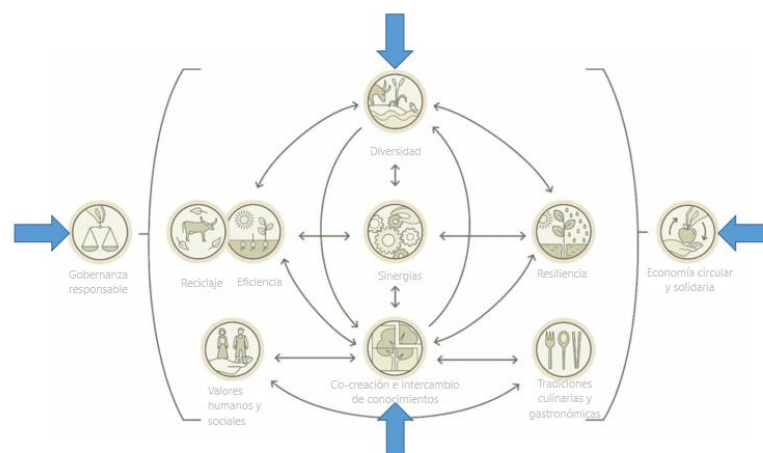 Diversidad
Gobernanza
responsable
Reciclaje
Eficiencia
Sinergías
Resiliencia
Economía circular
y solidaria
Valores
humanos y
sociales
Co-creación e intercambio
de conocimientos
Tradiciones
culinarias y
gastronómicas